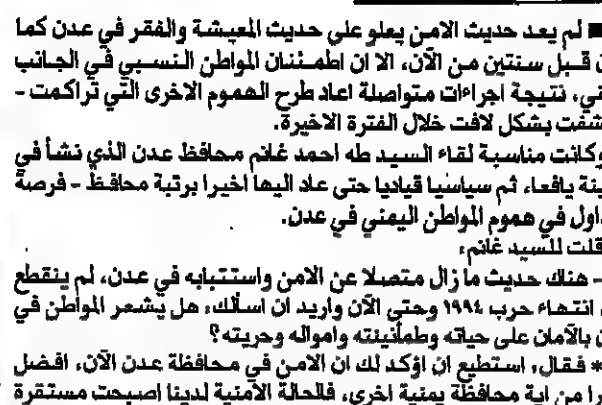 ■ لم يعد حديث الامن يعلو على حديث المعيشة والفقر في عدن كما
قبل سنتين من الآن، الا ان اطمئنان المواطن النسبي في الجانب
ني، نتيجة اجراءات متواصلة اعاد طرح الهموم الاخرى التي تراكمت -
شفت بشكل لافت خلال الفترة الاخيرة.
وكانت مناسبة لقاء السيد طه احمد غانم محافظ عدن الذي نشأ في
ينة يافعا، ثم سياسيا قياديا حتى عاد اليها اخيرا برتبة محافظ - فرصة
داول في هموم المواطن اليمني في عدن.
قلت للسيد غانم:
- هناك حديث ما زال متصلا عن الامن واستتبابه في عدن، لم ينقطع
انتهاء حرب ١٩٩٤ وحتى الآن واريد ان اسألك: هل يشعر المواطن في
ن بالآمان على حياته وطمأنينته وامواله وحريته؟
* فقال: استطيع ان اؤكد لك ان الامن في محافظة عدن الآن، افضل
را من اية محافظة يمنية اخرى، فالحالة الامنية لدينا اصبحت مستقرة